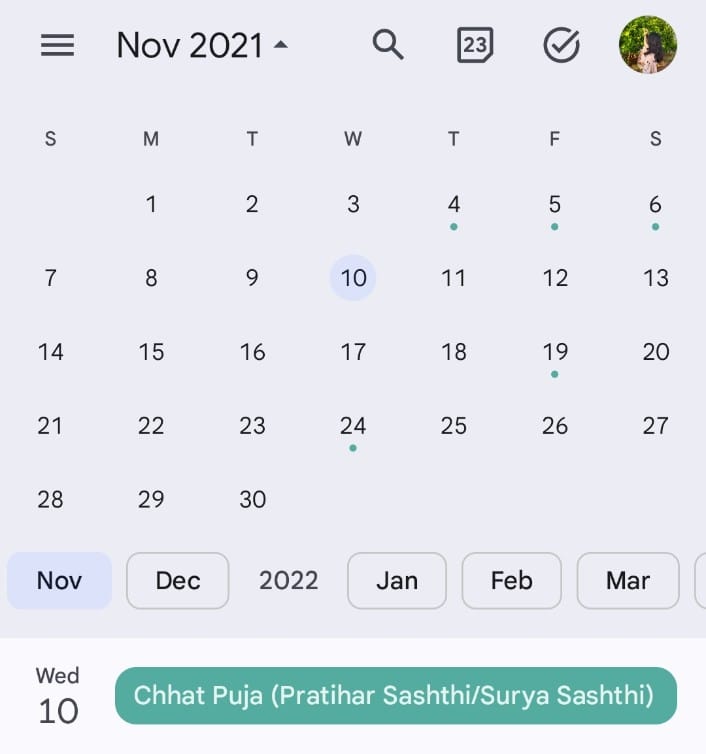 Nov 2021 23
S M T W T F S
1 2 3 4 5 6
7 8 9 10 11 12 13
14 15 16 17 18 19 20
21 22 23 24 25 26 27
28 29 30
Nov Dec 2022 Jan Feb Mar
Wed
10
Chhat Puja (Pratihar Sashthi/Surya Sashthi)